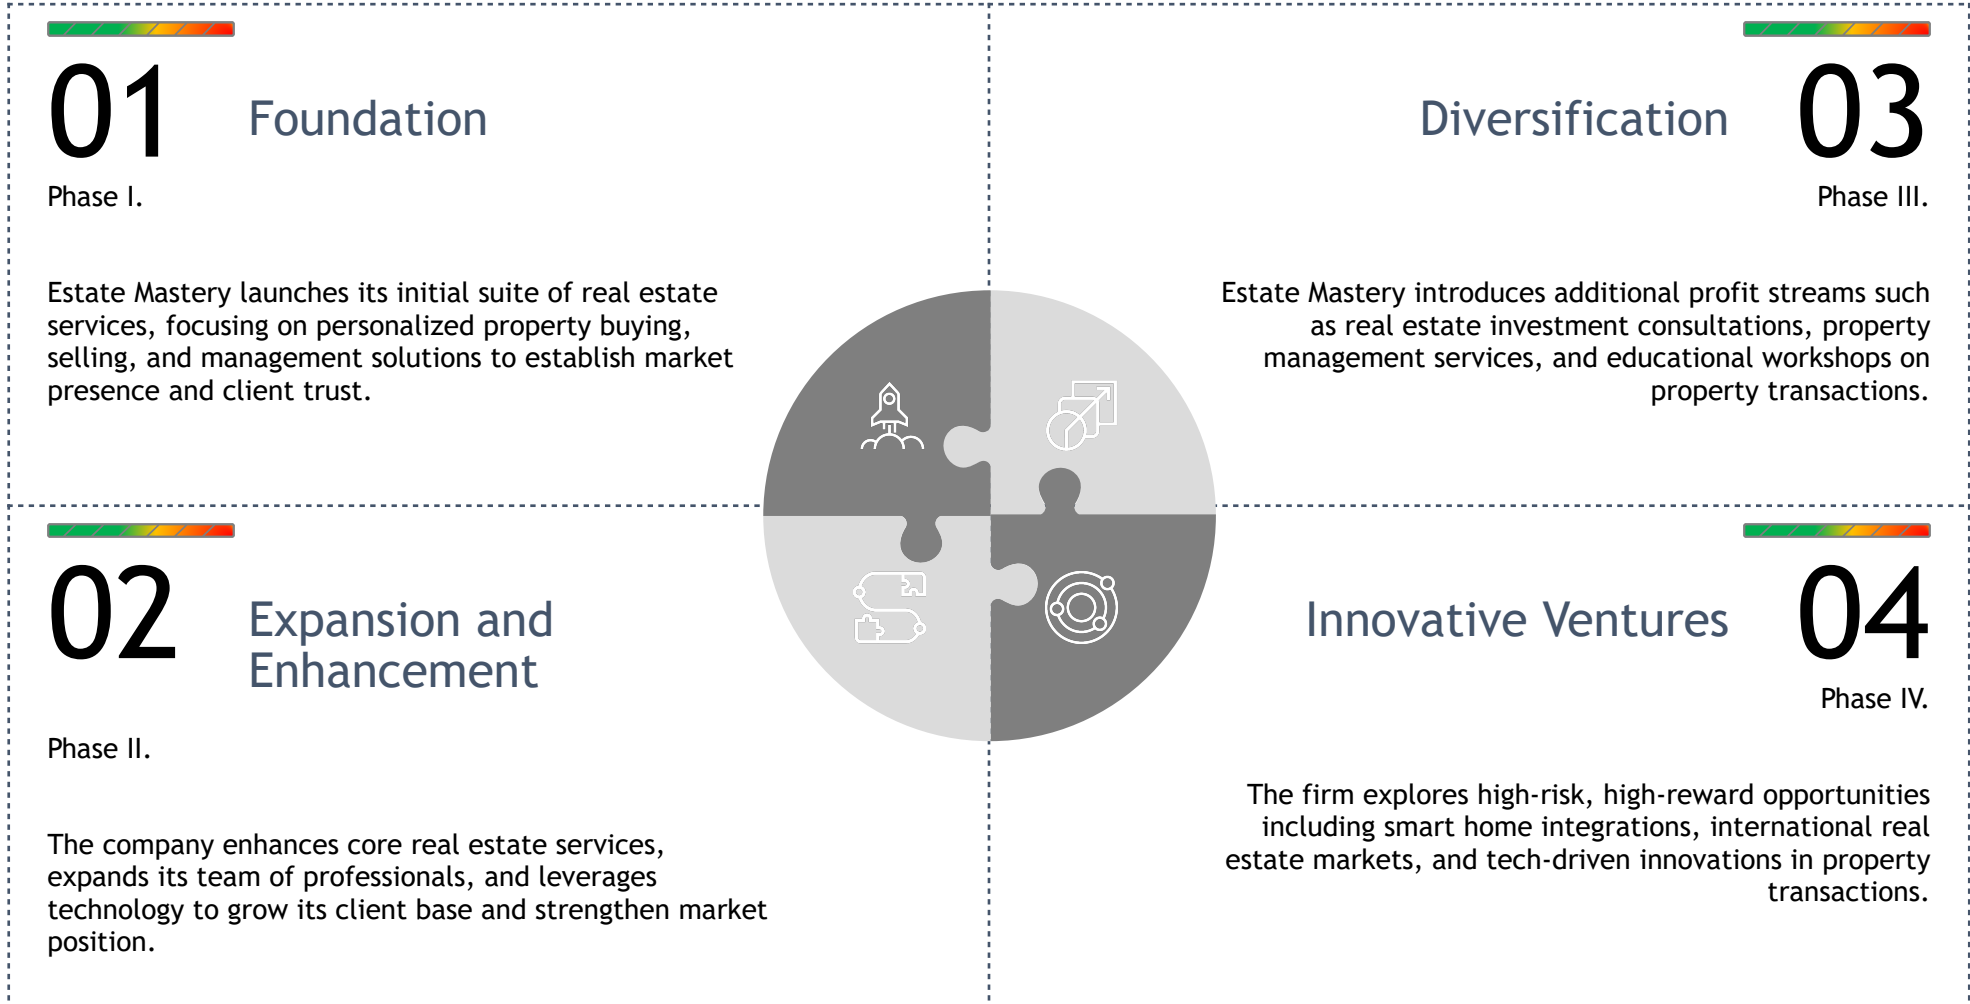 01
Foundation
Phase I.
Estate Mastery launches its initial suite of real estate
services, focusing on personalized property buying,
selling, and management solutions to establish market
presence and client trust.
02
Expansion and
Enhancement
Phase II.
The company enhances core real estate services,
expands its team of professionals, and leverages
technology to grow its client base and strengthen market
position.
Diversification
03
Phase III.
Estate Mastery introduces additional profit streams such
as real estate investment consultations, property
management services, and educational workshops on
property transactions.
Innovative Ventures
04
Phase IV.
The firm explores high-risk, high-reward opportunities
including smart home integrations, international real
estate markets, and tech-driven innovations in property
transactions.